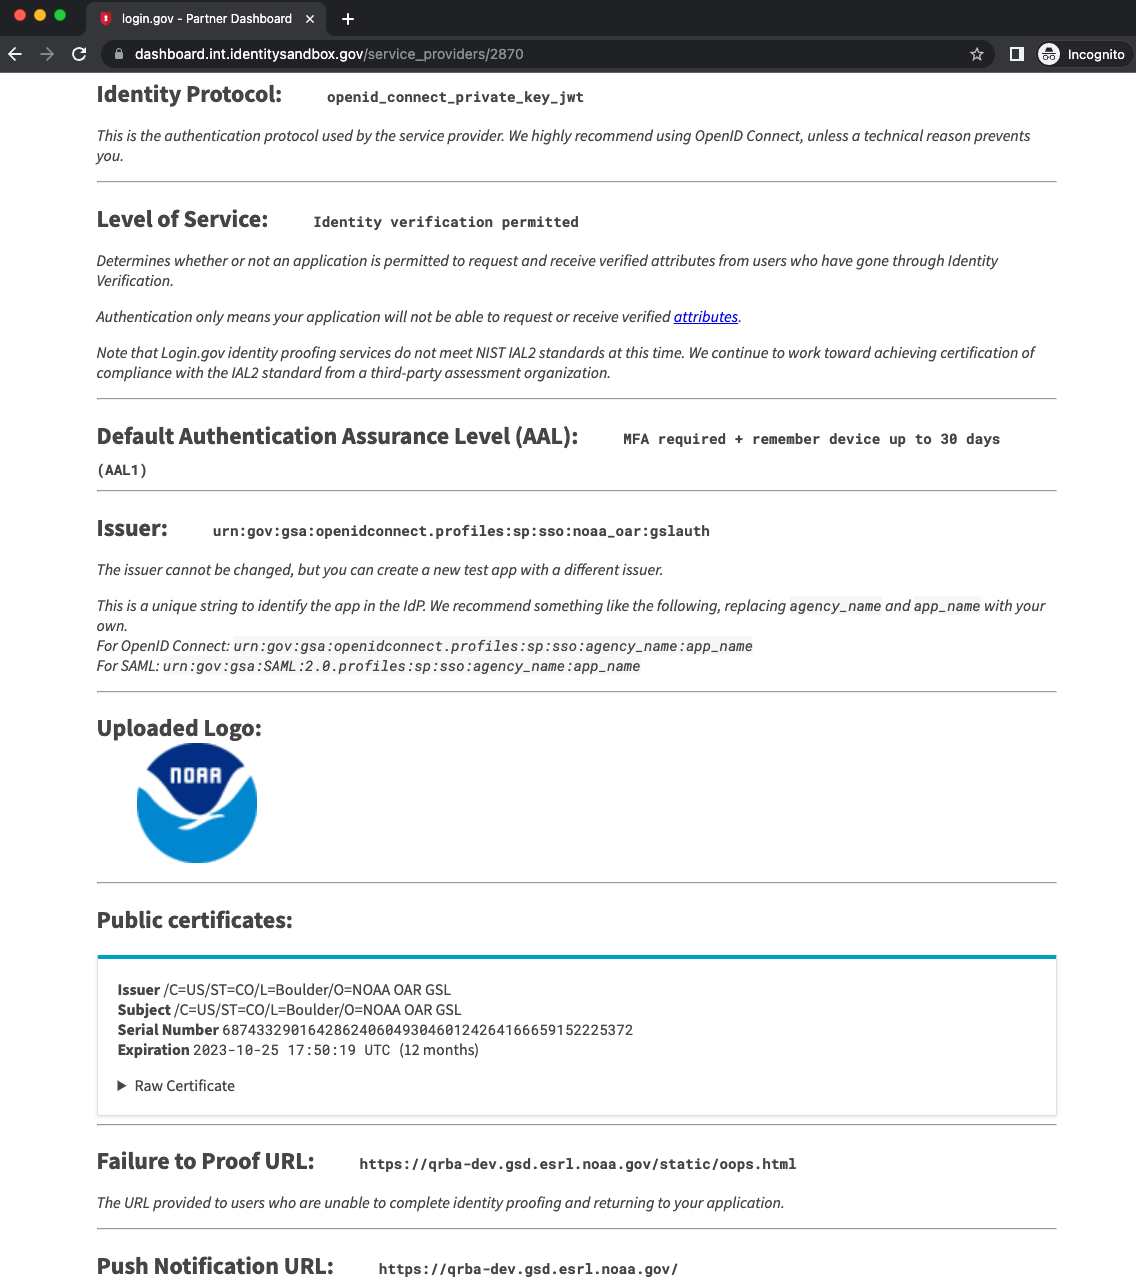 login.gov - Partner Dashboard
dashboard.int.identitysandbox.gov/service_providers/2870
Incognito
Identity Protocol: openid_connect_private_key_jwt
This is the authentication protocol used by the service provider. We highly recommend using OpenID Connect, unless a technical reason prevents
you.
Level of Service: Identity verification permitted
Determines whether or not an application is permitted to request and receive verified attributes from users who have gone through Identity
Verification.
Authentication only means your application will not be able to request or receive verified attributes.
Note that Login.gov identity proofing services do not meet NIST IAL2 standards at this time. We continue to work toward achieving certification of
compliance with the IAL2 standard from a third-party assessment organization.
Default Authentication Assurance Level (AAL): MFA required + remember device up to 30 days
(AAL1)
Issuer: urn:gov:gsa:openidconnect.profiles:sp:sso:noaa_oar:gslauth
The issuer cannot be changed, but you can create a new test app with a different issuer.
This is a unique string to identify the app in the IdP. We recommend something like the following, replacing agency_name and app_name with your
own.
For OpenID Connect: urn:gov:gsa:openidconnect.profiles:sp:sso:agency_name:app_name
For SAML: urn:gov:gsa:SAML:2.0.profiles:sp:sso:agency_name:app_name
Uploaded Logo:
NOAA
Public certificates:
Issuer /C=US/ST=CO/L=Boulder/O=NOAA OAR GSL
Subject /C=US/ST=CO/L=Boulder/O=NOAA OAR GSL
Serial Number 687433290164286240604930460124264166659152225372
Expiration 2023-10-25 17:50:19 UTC (12 months)
Raw Certificate
Failure to Proof URL: https://qrba-dev.gsd.esrl.noaa.gov/static/oops.html
The URL provided to users who are unable to complete identity proofing and returning to your application.
Push Notification URL: https://qrba-dev.gsd.esrl.noaa.gov/